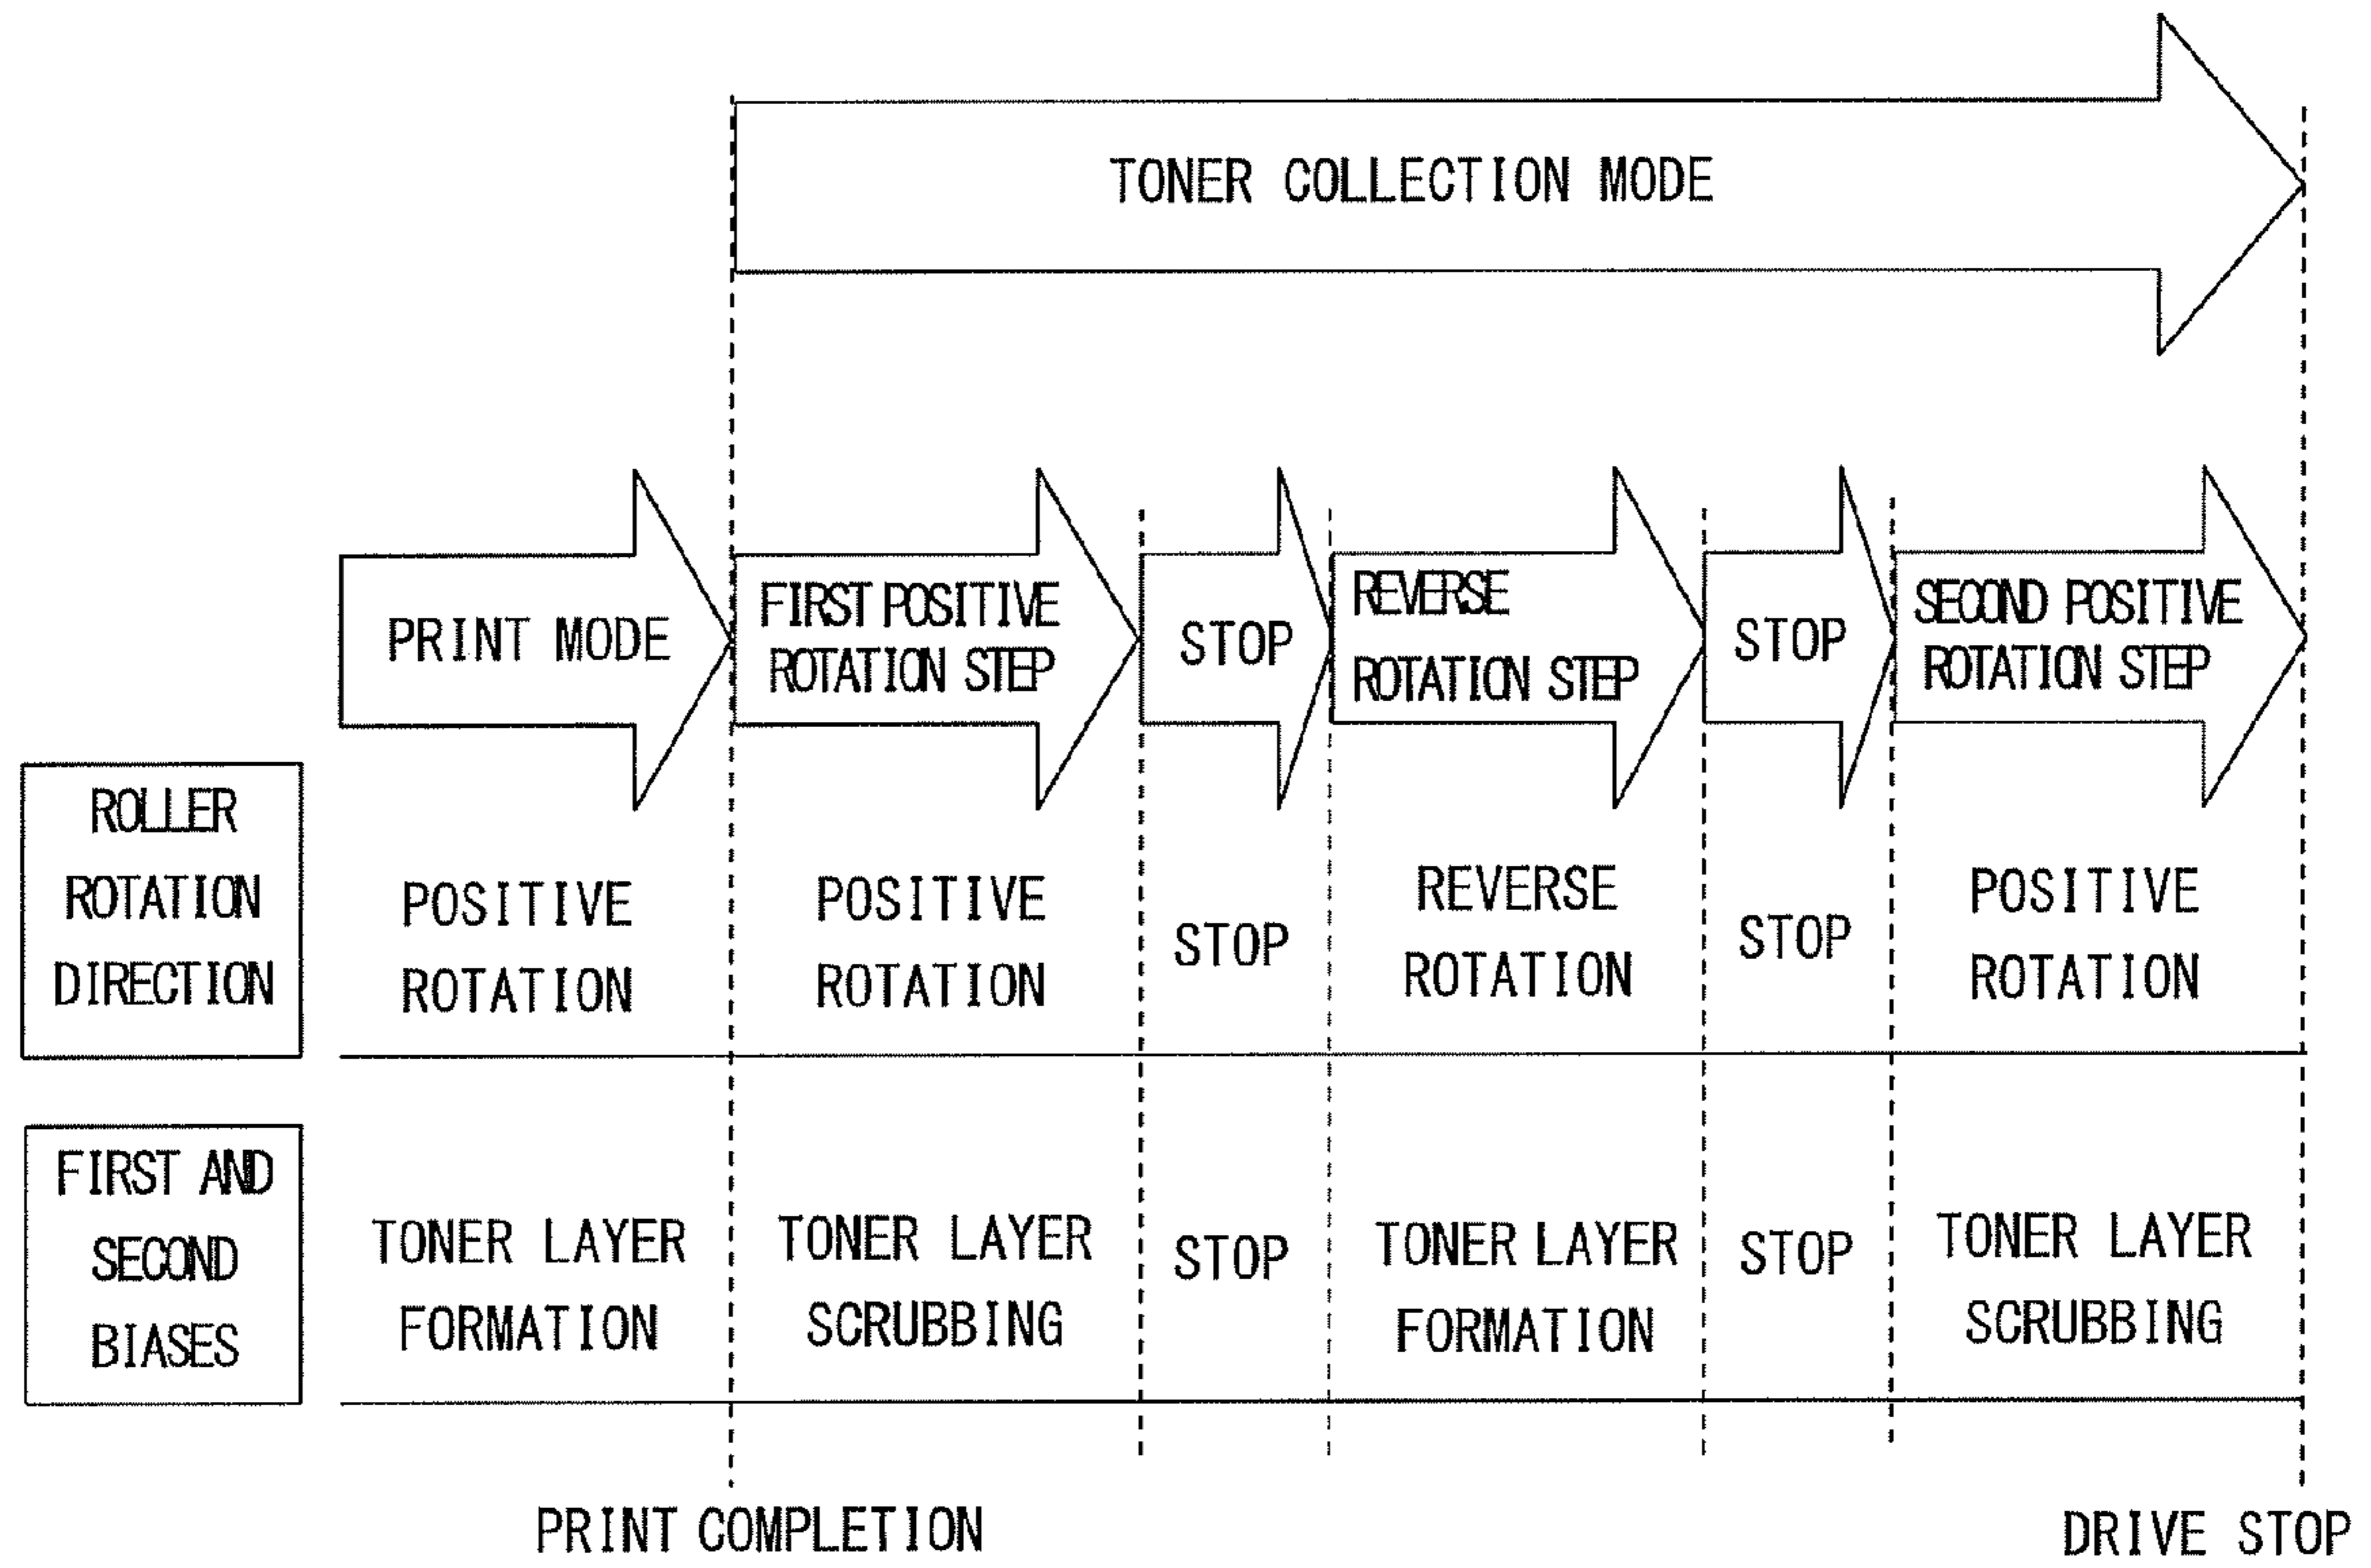 TONER COLLECTION MODE
PRINT MODE
FIRST POSITIVE
ROTATION STEP
STOP
REVERSE
ROTATION STEP
STOP
SECOND POSITIVE
ROTATION STEP
ROLLER
ROTATION
DIRECTION
POSITIVE
ROTATION
POSITIVE
ROTATION
STOP
REVERSE
ROTATION
STOP
POSITIVE
ROTATION
FIRST AND
SECOND
BIASES
TONER LAYER
FORMATION
TONER LAYER
SCRUBBING
STOP
TONER LAYER
FORMATION
STOP
TONER LAYER
SCRUBBING
PRINT COMPLETION
DRIVE STOP